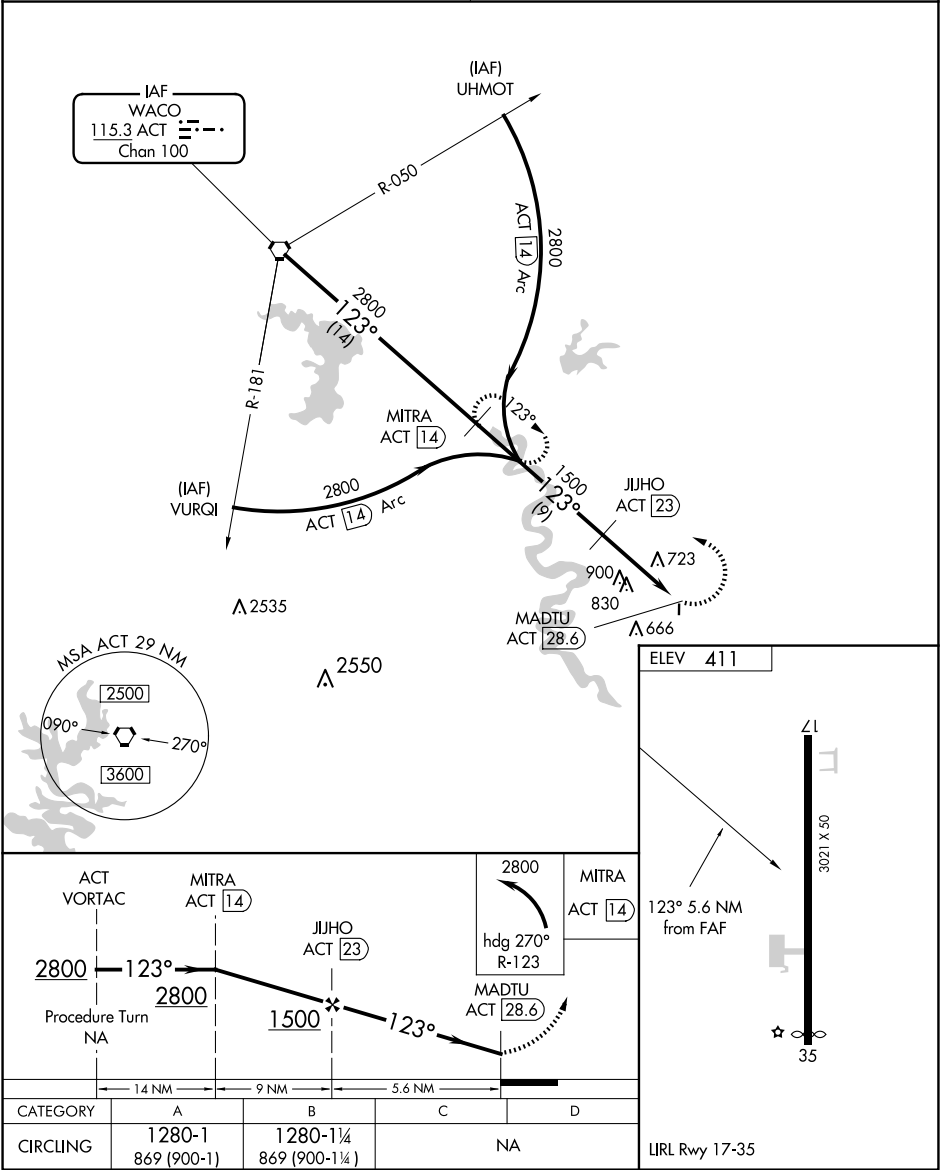 (IAF)
UHMOT
IAF
WACO
115.3 ACT
Chan 100
R-050
ACT 14 Arc
2800
2800
123°
(14)
R-181
MITRA
ACT 14
123°
(IAF)
VURQI
2800
ACT 14 Arc
1500
123°
(9)
JIJHO
ACT 23
723
900
830
MADTU
ACT 28.6
666
2535
2550
MSA ACT 29 NM
2500
090°
270°
3600
ELEV 411
17
3021 X 50
123° 5.6 NM
from FAF
35
LIRL Rwy 17-35
ACT
VORTAC
MITRA
ACT 14
JIJHO
ACT 23
2800
hdg 270°
R-123
MITRA
ACT 14
2800
123°
2800
1500
123°
MADTU
ACT 28.6
Procedure Turn
NA
14 NM
9 NM
5.6 NM
CATEGORY A B C D
CIRCLING 1280-1 1280-1¼ NA
869 (900-1) 869 (900-1¼)